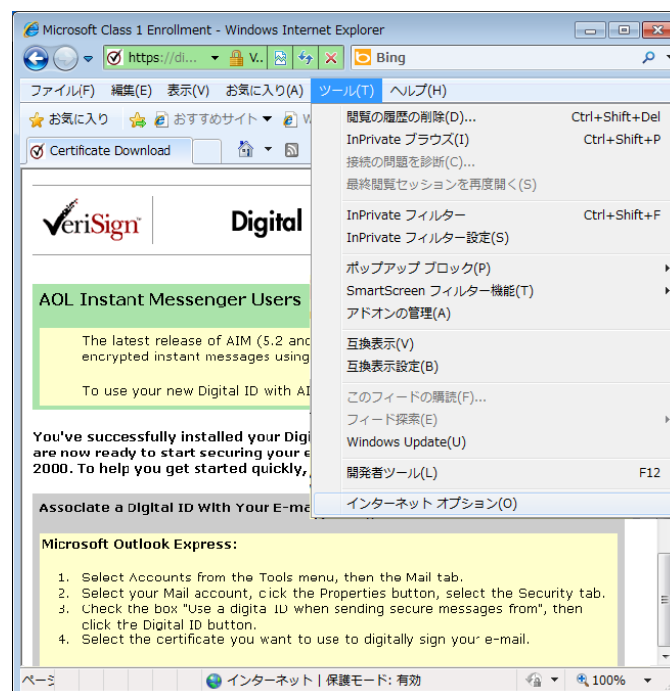 Microsoft Class 1 Enrollment - Windows Internet Explorer
https://di... V.. Bing
ファイル(F) 編集(E) 表示(V) お気に入り(A) ツール(T) ヘルプ(H)
お気に入り おすすめサイト
Certificate Download
閲覧の履歴の削除(D)... Ctrl+Shift+Del
InPrivate ブラウズ(I) Ctrl+Shift+P
接続の問題を診断(C)...
最終閲覧セッションを再度開く(S)
InPrivate フィルター Ctrl+Shift+F
InPrivate フィルター設定(S)
ポップアップ ブロック(P)
SmartScreen フィルター機能(T)
アドオンの管理(A)
互換表示(V)
互換表示設定(B)
このフィードの購読(F)...
フィード探索(E)
Windows Update(U)
開発者ツール(L) F12
インターネット オプション(O)
VeriSign Digital
AOL Instant Messenger Users
The latest release of AIM (5.2 and
encrypted instant messages using
To use your new Digital ID with AI
You've successfully installed your Digi
are now ready to start securing your e
2000. To help you get started quickly,
Associate a Digital ID With Your E-ma
Microsoft Outlook Express:
1. Select Accounts from the Tools menu, then the Mail tab.
2. Select your Mail account, click the Properties button, select the Security tab.
3. Check the box "Use a digital ID when sending secure messages from", then
click the Digital ID button.
4. Select the certificate you want to use to digitally sign your e-mail.
ページ インターネット | 保護モード: 有効 100%